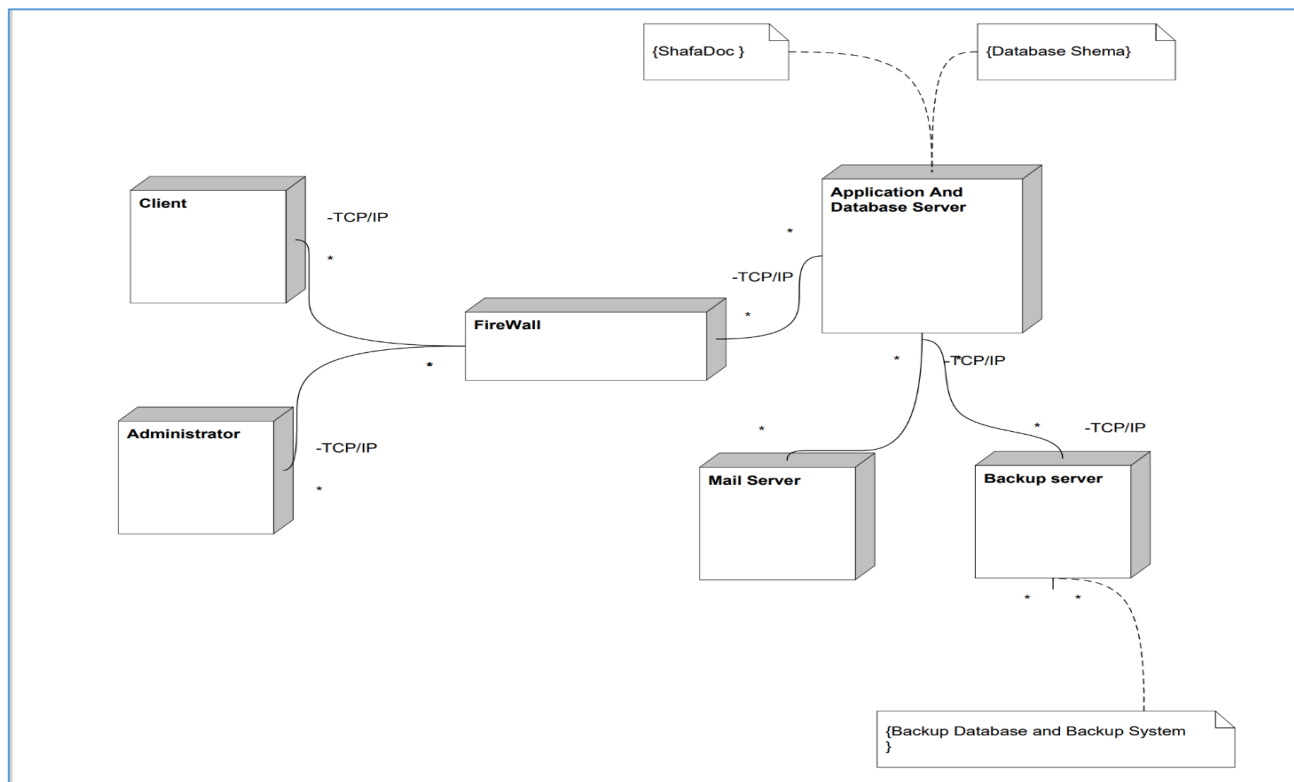 {ShafaDoc }
{Database Shema}
Client
-TCP/IP
*
Application And
Database Server
*
-TCP/IP
*
FireWall
*
Administrator
-TCP/IP
*
*
*
-TCP/IP
*
*
-TCP/IP
Mail Server
Backup server
*
*
{Backup Database and Backup System
}